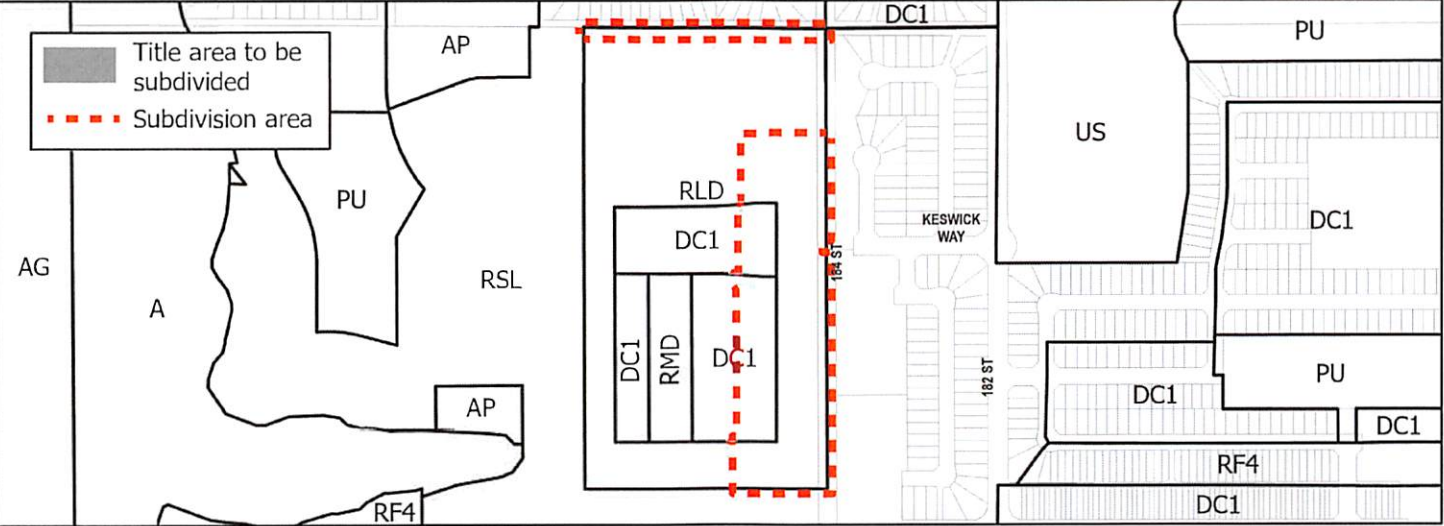 DC1
PU
AP
Title area to be
subdivided
Subdivision area
US
PU
RLD
DC1
KESWICK
WAY
DC1
184 ST
AG
RSL
A
DC1
RMD
DC1
182 ST
PU
DC1
AP
DC1
RF4
DC1
RF4